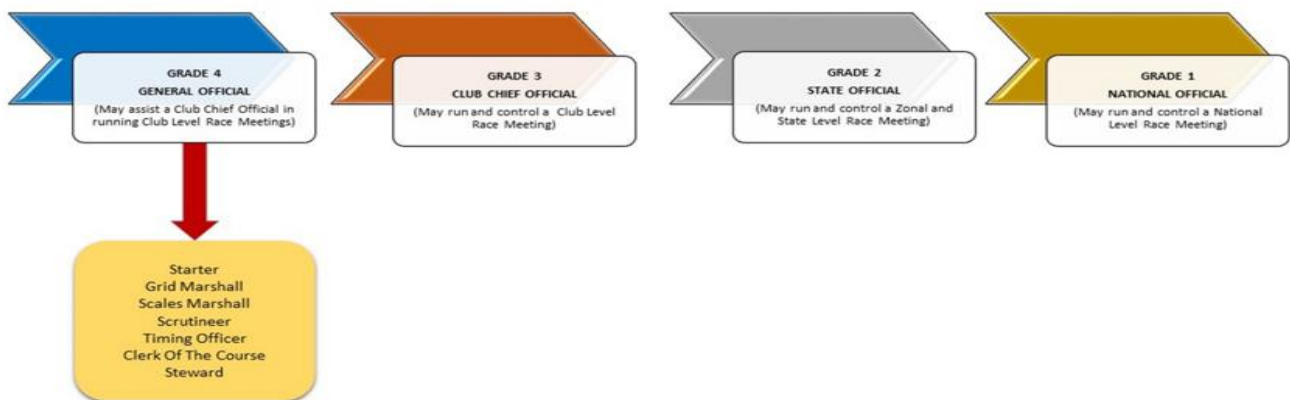 GRADE 4
GENERAL OFFICIAL
(May assist a Club Chief Official in
running Club Level Race Meetings)
GRADE 3
CLUB CHIEF OFFICIAL
(May run and control a Club Level
Race Meeting)
GRADE 2
STATE OFFICIAL
(May run and control a Zonal and
State Level Race Meeting)
GRADE 1
NATIONAL OFFICIAL
(May run and control a National
Level Race Meeting)
Starter
Grid Marshall
Scales Marshall
Scrutineer
Timing Officer
Clerk Of The Course
Steward